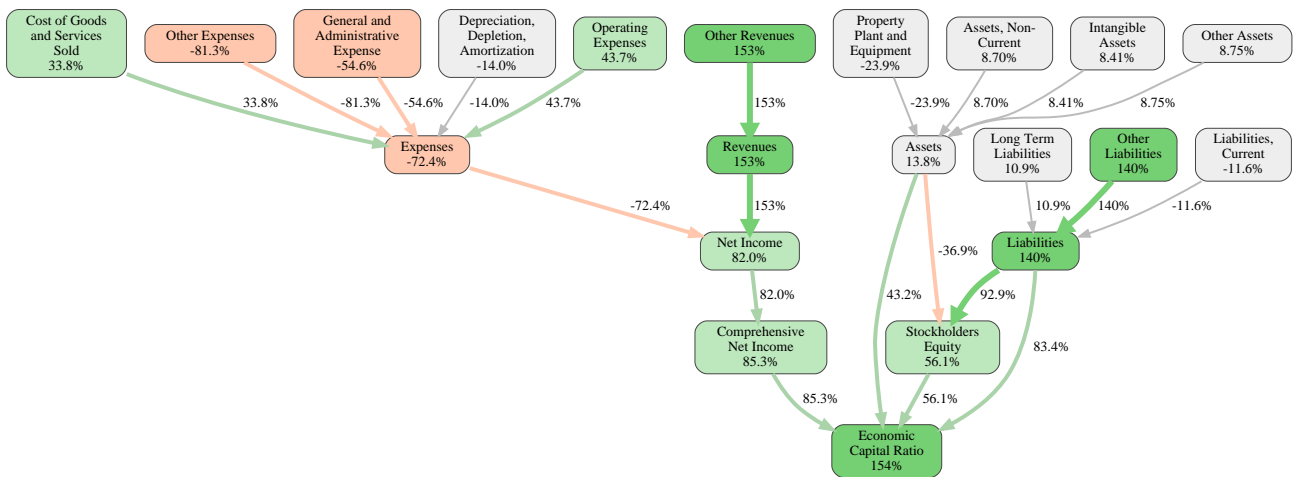 Cost of Goods
and Services
Sold
33.8%
Other Expenses
-81.3%
General and
Administrative
Expense
-54.6%
Depreciation,
Depletion,
Amortization
-14.0%
Operating
Expenses
43.7%
Other Revenues
153%
Property
Plant and
Equipment
-23.9%
Assets, Non-
Current
8.70%
Intangible
Assets
8.41%
Other Assets
8.75%
33.8%
-81.3%
-54.6%
-14.0%
43.7%
153%
-23.9%
8.70%
8.41%
8.75%
Expenses
-72.4%
Revenues
153%
Assets
13.8%
Long Term
Liabilities
10.9%
Other
Liabilities
140%
Liabilities,
Current
-11.6%
-72.4%
153%
10.9%
140%
-11.6%
Net Income
82.0%
-36.9%
Liabilities
140%
82.0%
43.2%
92.9%
Comprehensive
Net Income
85.3%
Stockholders
Equity
56.1%
83.4%
85.3%
56.1%
Economic
Capital Ratio
154%